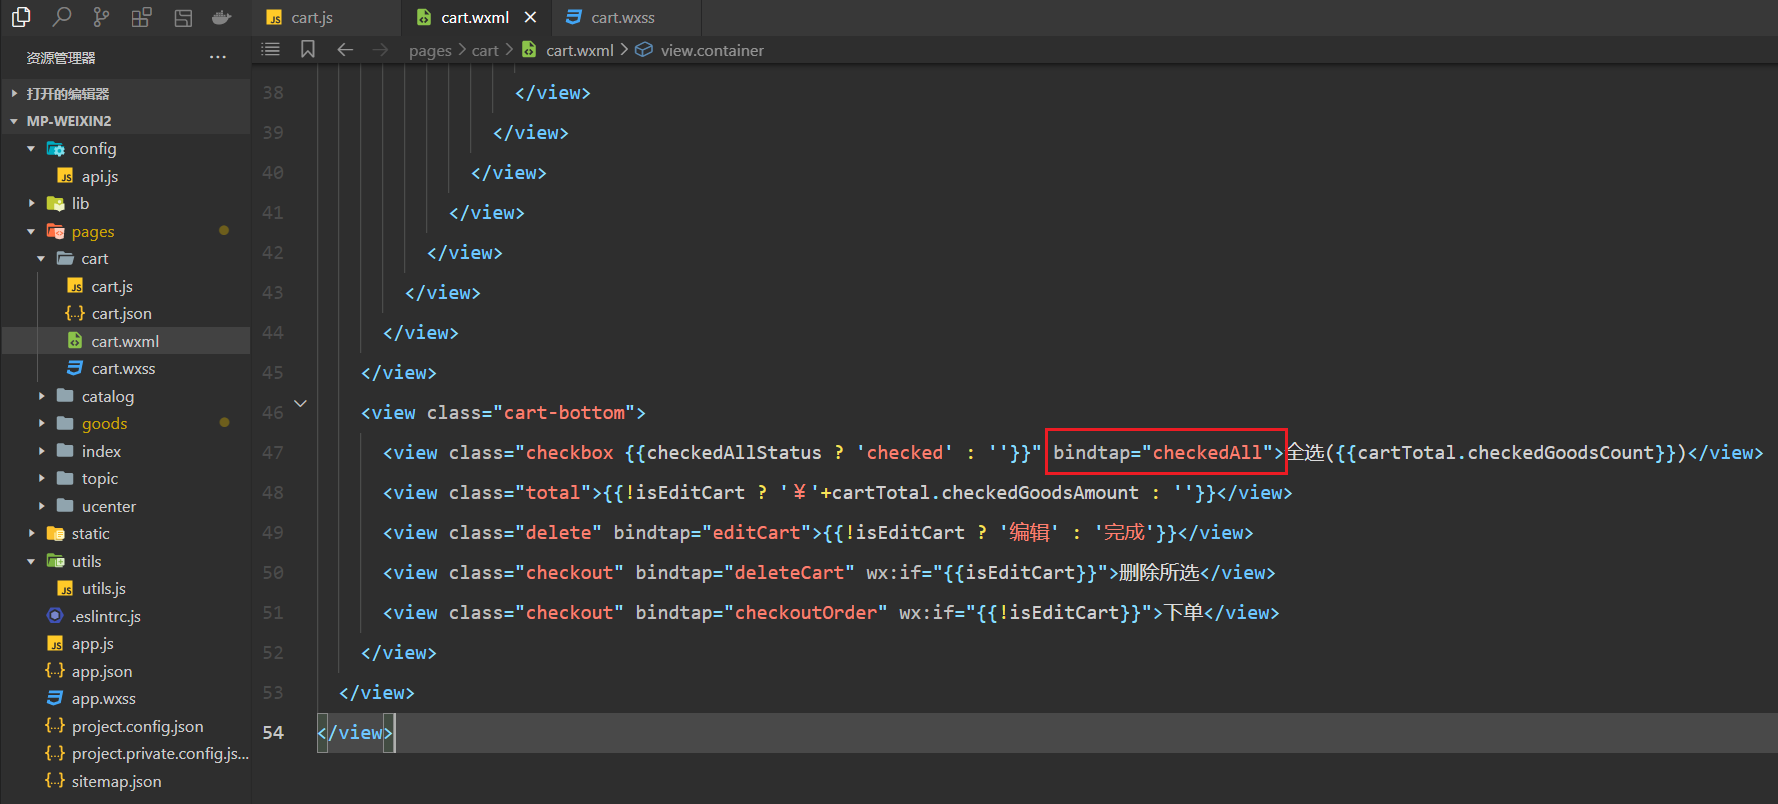 cart.js
cart.wxml
cart.wxss
资源管理器
pages > cart > cart.wxml > view.container
打开的编辑器
MP-WEIXIN2
config
api.js
lib
pages
cart
cart.js
cart.json
cart.wxml
cart.wxss
catalog
goods
index
topic
ucenter
static
utils
utils.js
.eslintrc.js
app.js
app.json
app.wxss
project.config.json
project.private.config.js...
sitemap.json
38 </view>
39 </view>
40 </view>
41 </view>
42 </view>
43 </view>
44 </view>
45 </view>
46 <view class="cart-bottom">
47 <view class="checkbox {{checkedAllStatus ? 'checked' : ''}}" bindtap="checkedAll">全选({{cartTotal.checkedGoodsCount}})</view>
48 <view class="total">{{!isEditCart ? '￥'+cartTotal.checkedGoodsAmount : ''}}</view>
49 <view class="delete" bindtap="editCart">{{!isEditCart ? '编辑' : '完成'}}</view>
50 <view class="checkout" bindtap="deleteCart" wx:if="{{isEditCart}}">删除所选</view>
51 <view class="checkout" bindtap="checkoutOrder" wx:if="{{!isEditCart}}">下单</view>
52 </view>
53 </view>
54 </view>